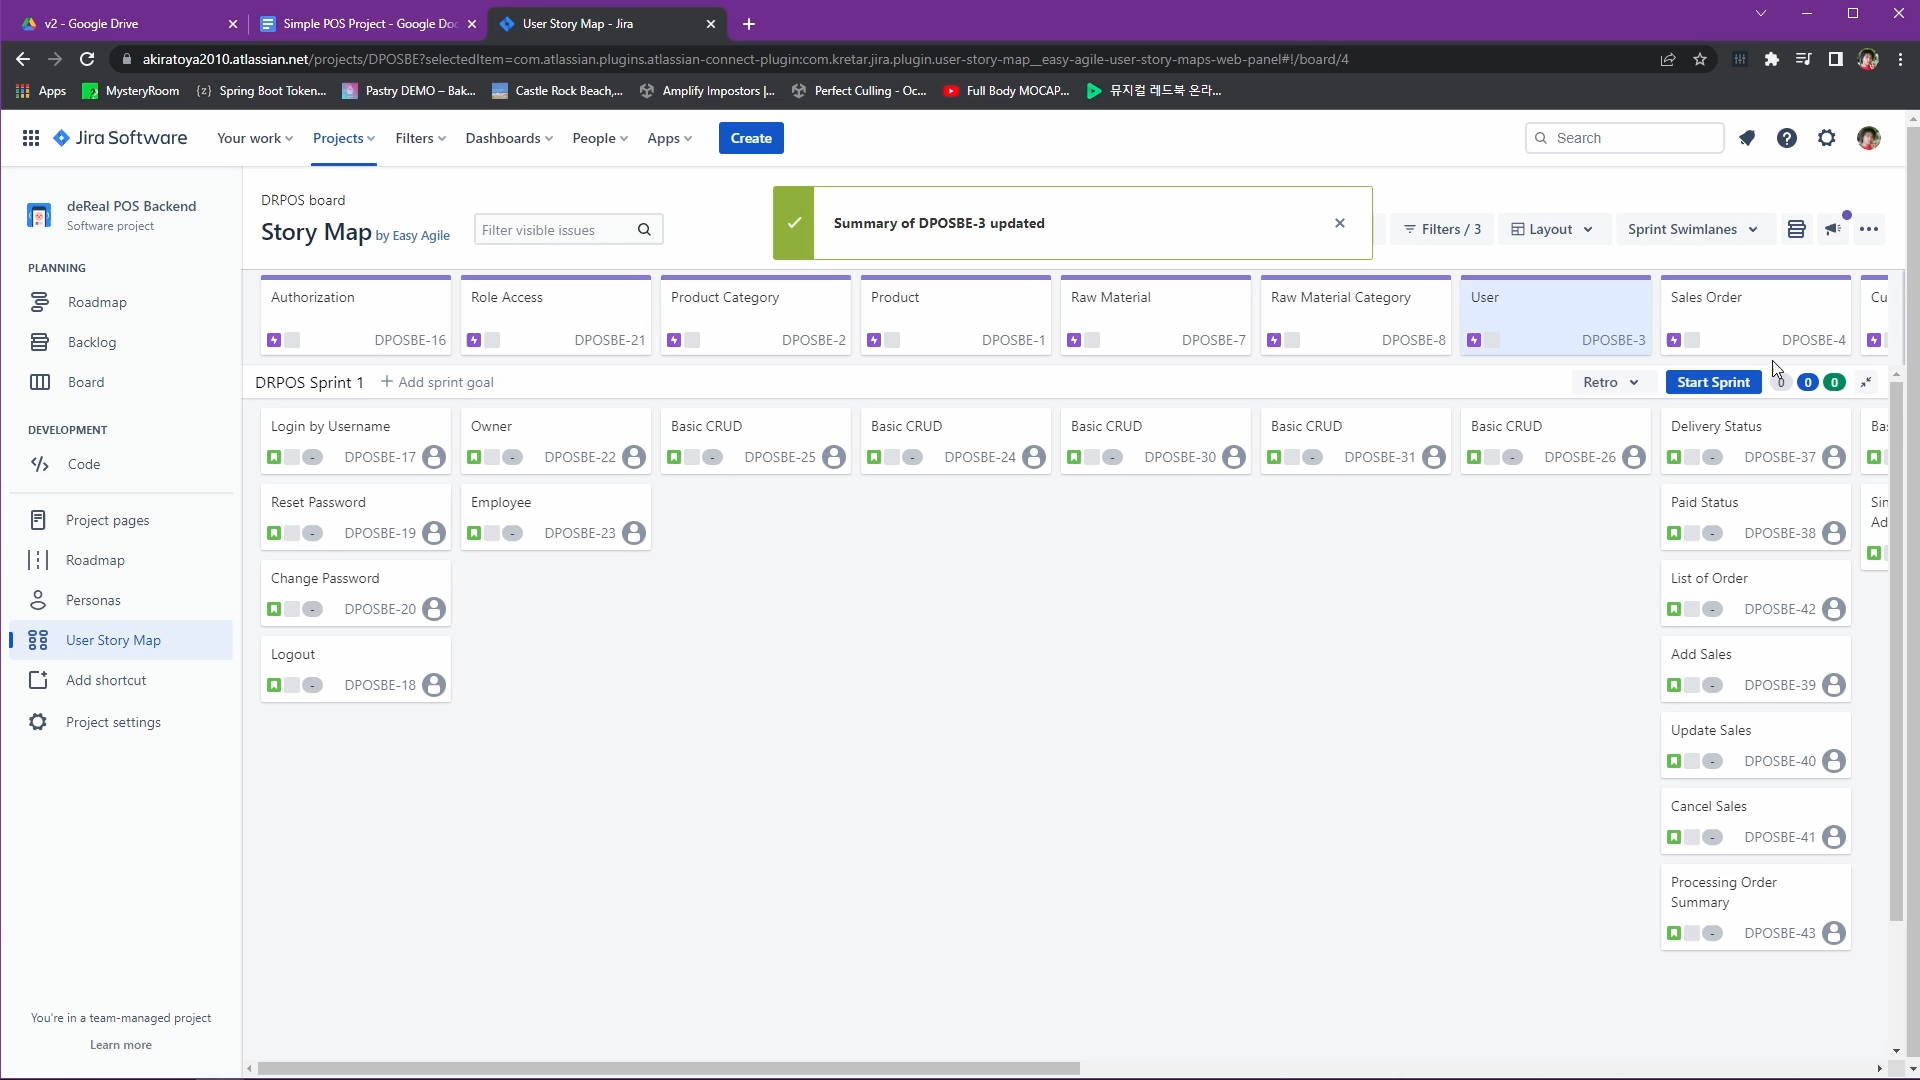 v2 - Google Drive
Simple POS Project - Google Doc
User Story Map - Jira
akiratoya2010.atlassian.net/projects/DPOSBE?selectedItem=com.atlassian.plugins.atlassian-connect-plugin:com.kretar.jira.plugin.user-story-map__easy-agile-user-story-maps-web-panel#!/board/4
Apps
MysteryRoom
Spring Boot Token...
Pastry DEMO – Bak...
Castle Rock Beach,...
Amplify Impostors |...
Perfect Culling - Oc...
Full Body MOCAP...
뮤지컬 레드북 온라...
Jira Software
Your work
Projects
Filters
Dashboards
People
Apps
Create
Search
deReal POS Backend
Software project
PLANNING
Roadmap
Backlog
Board
DEVELOPMENT
Code
Project pages
Roadmap
Personas
User Story Map
Add shortcut
Project settings
You're in a team-managed project
Learn more
DRPOS board
Story Map by Easy Agile
Filter visible issues
Summary of DPOSBE-3 updated
Filters / 3
Layout
Sprint Swimlanes
Authorization
DPOSBE-16
Role Access
DPOSBE-21
Product Category
DPOSBE-2
Product
DPOSBE-1
Raw Material
DPOSBE-7
Raw Material Category
DPOSBE-8
User
DPOSBE-3
Sales Order
DPOSBE-4
Cu
DRPOS Sprint 1
+ Add sprint goal
Retro
Start Sprint
0
0
0
Login by Username
- DPOSBE-17
Reset Password
- DPOSBE-19
Change Password
- DPOSBE-20
Logout
- DPOSBE-18
Owner
- DPOSBE-22
Employee
- DPOSBE-23
Basic CRUD
- DPOSBE-25
Basic CRUD
- DPOSBE-24
Basic CRUD
- DPOSBE-30
Basic CRUD
- DPOSBE-31
Basic CRUD
- DPOSBE-26
Delivery Status
- DPOSBE-37
Paid Status
- DPOSBE-38
List of Order
- DPOSBE-42
Add Sales
- DPOSBE-39
Update Sales
- DPOSBE-40
Cancel Sales
- DPOSBE-41
Processing Order
Summary
- DPOSBE-43
Bas
Sin
Ad